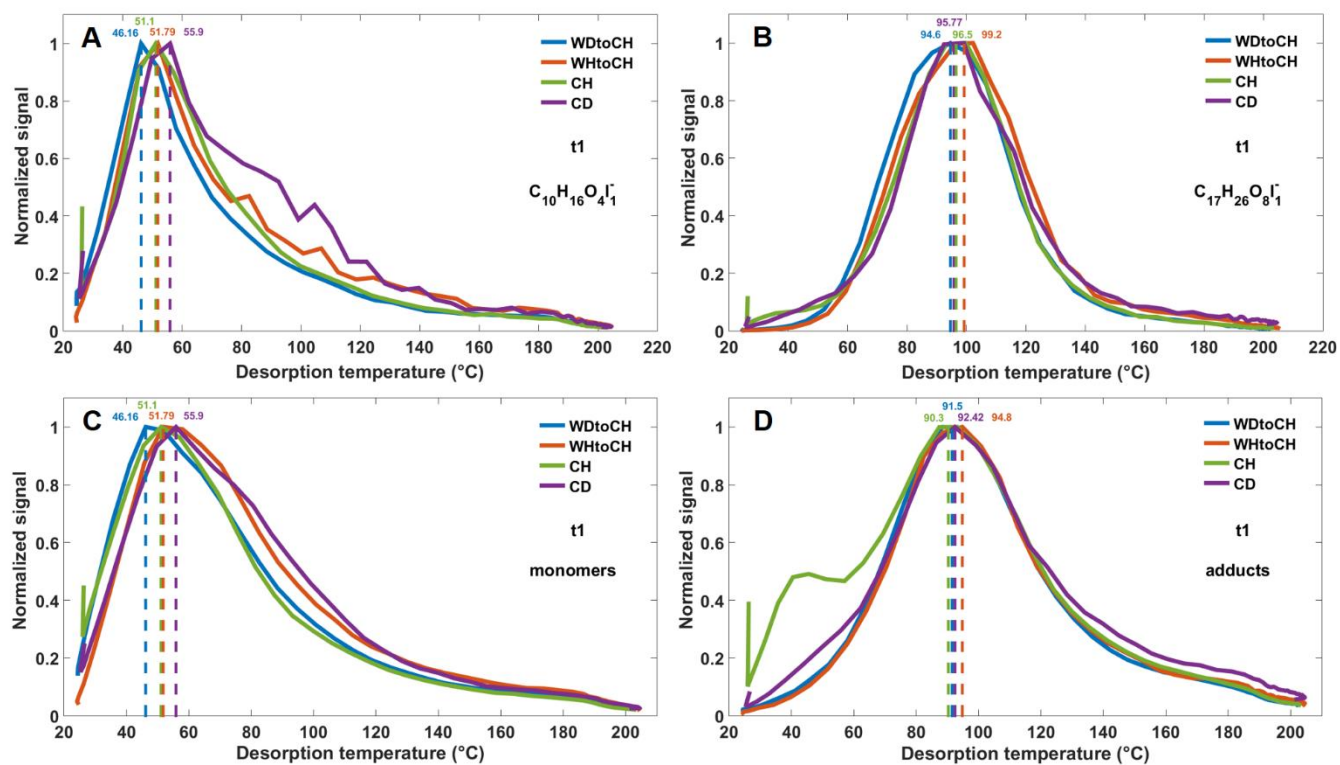 51.1
46.16 51.79 55.9
A
WDtoCH
WHtoCH
CH
CD
t1
C10H16O4I1-
Normalized signal
1
0.8
0.6
0.4
0.2
0
20 40 60 80 100 120 140 160 180 200 220
Desorption temperature (°C)
95.77
94.6 96.5 99.2
B
WDtoCH
WHtoCH
CH
CD
t1
C17H26O8I1-
Normalized signal
1
0.8
0.6
0.4
0.2
0
20 40 60 80 100 120 140 160 180 200 220
Desorption temperature (°C)
51.1
46.16 51.79 55.9
C
WDtoCH
WHtoCH
CH
CD
t1
monomers
Normalized signal
1
0.8
0.6
0.4
0.2
0
20 40 60 80 100 120 140 160 180 200
Desorption temperature (°C)
91.5
90.3 92.42 94.8
D
WDtoCH
WHtoCH
CH
CD
t1
adducts
Normalized signal
1
0.8
0.6
0.4
0.2
0
20 40 60 80 100 120 140 160 180 200 220
Desorption temperature (°C)